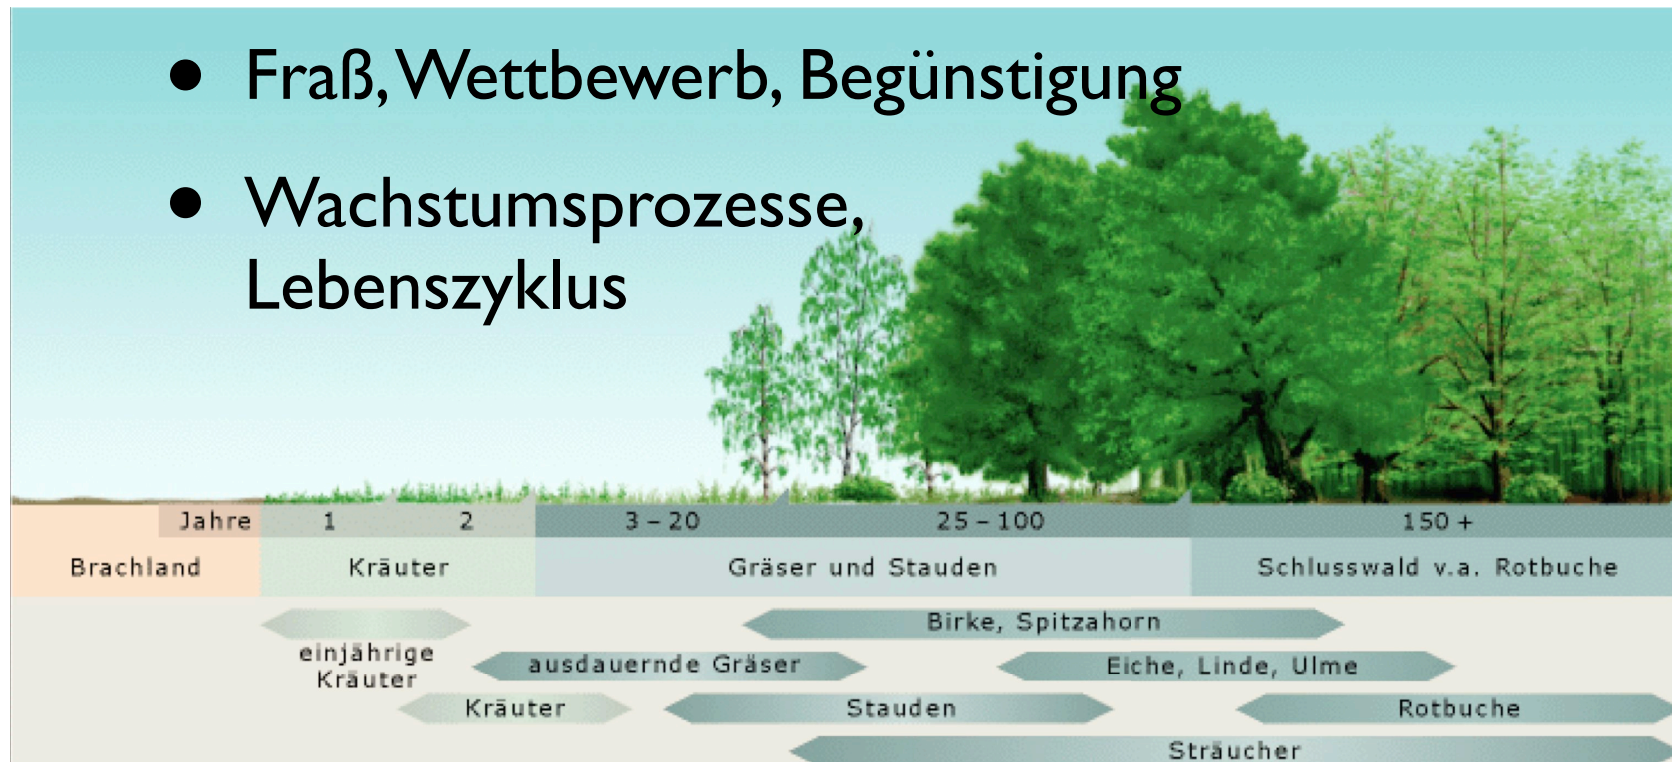 • Fraß, Wettbewerb, Begünstigung
• Wachstumsprozesse,
Lebenszyklus
Jahre 1 2 3 – 20 25 – 100 150 +
Brachland Kräuter Gräser und Stauden Schlusswald v.a. Rotbuche
Birke, Spitzahorn
einjährige
Kräuter
ausdauernde Gräser Eiche, Linde, Ulme
Kräuter Stauden Rotbuche
Sträucher